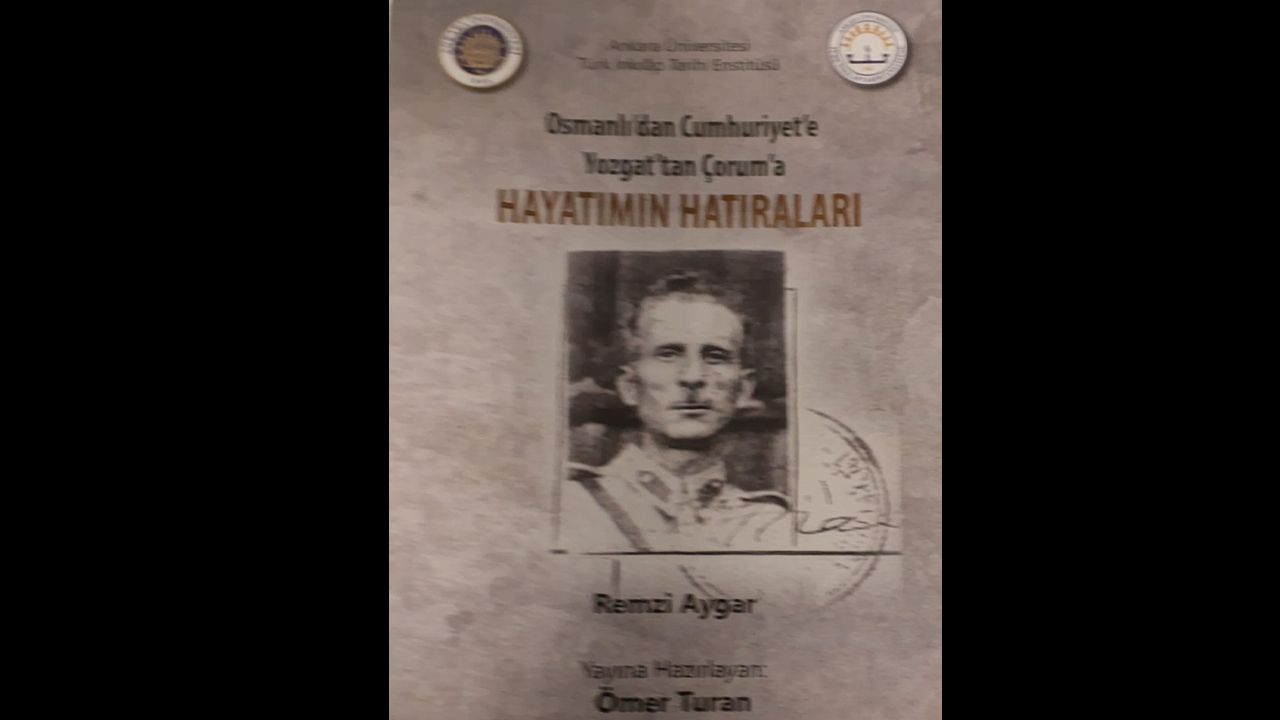 Ankara Üniversitesi
Türk İnkılâp Tarihi Enstitüsü
Osmanlı'dan Cumhuriyet'e
Yozgat'tan Çorum'a
HAYATIMIN HATIRALARI
Remzi Aygar
Yayına Hazırlayan:
Ömer Turan